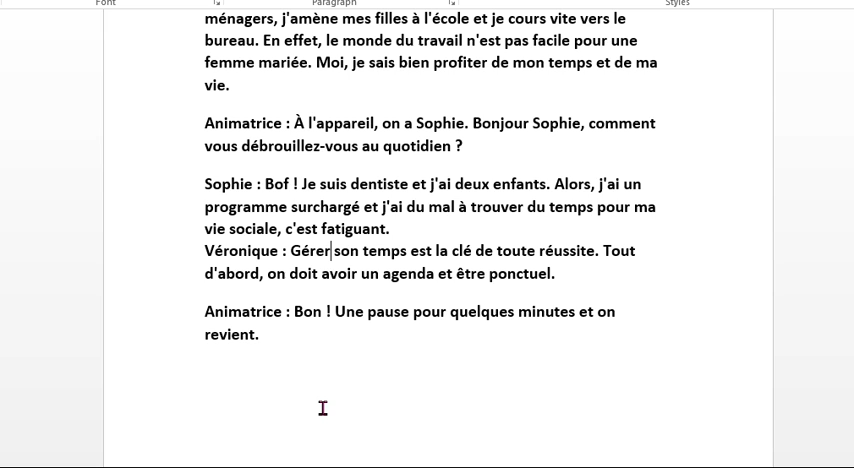 Font Paragraph Styles
ménagers, j'amène mes filles à l'école et je cours vite vers le
bureau. En effet, le monde du travail n'est pas facile pour une
femme mariée. Moi, je sais bien profiter de mon temps et de ma
vie.
Animatrice : À l'appareil, on a Sophie. Bonjour Sophie, comment
vous débrouillez-vous au quotidien ?
Sophie : Bof ! Je suis dentiste et j'ai deux enfants. Alors, j'ai un
programme surchargé et j'ai du mal à trouver du temps pour ma
vie sociale, c'est fatiguant.
Véronique : Gérer son temps est la clé de toute réussite. Tout
d'abord, on doit avoir un agenda et être ponctuel.
Animatrice : Bon ! Une pause pour quelques minutes et on
revient.